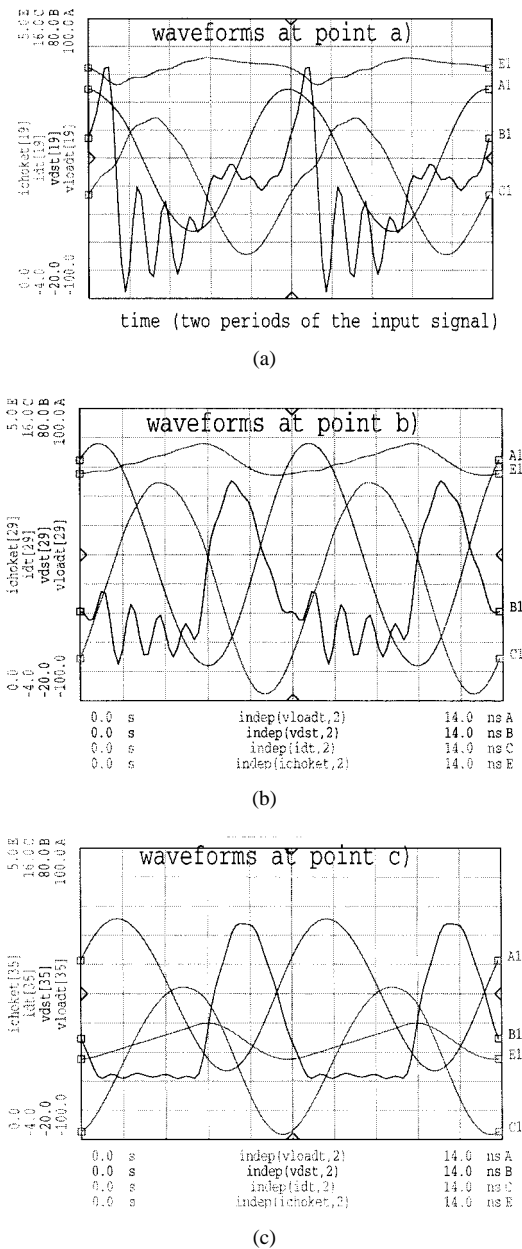 waveforms at point a)
5.0 E
16.0 C
80.0 B
100.0 A
ichoket[19]
idt[19]
vdst[19]
vloadt[19]
0.0
-4.0
-20.0
-100.0
E1
A1
B1
C1
time (two periods of the input signal)
(a)
waveforms at point b)
5.0 E
16.0 C
80.0 B
100.0 A
ichoket[29]
idt[29]
vdst[29]
vloadt[29]
0.0
-4.0
-20.0
-100.0
A1
E1
B1
C1
0.0 s indep(vloadt,2) 14.0 ns A
0.0 s indep(vdst,2) 14.0 ns B
0.0 s indep(idt,2) 14.0 ns C
0.0 s indep(ichoket,2) 14.0 ns E
(b)
waveforms at point c)
5.0 E
16.0 C
80.0 B
100.0 A
ichoket[35]
idt[35]
vdst[35]
vloadt[35]
0.0
-4.0
-20.0
-100.0
A1
B1
E1
C1
0.0 s indep(vloadt,2) 14.0 ns A
0.0 s indep(vdst,2) 14.0 ns B
0.0 s indep(idt,2) 14.0 ns C
0.0 s indep(ichoket,2) 14.0 ns E
(c)